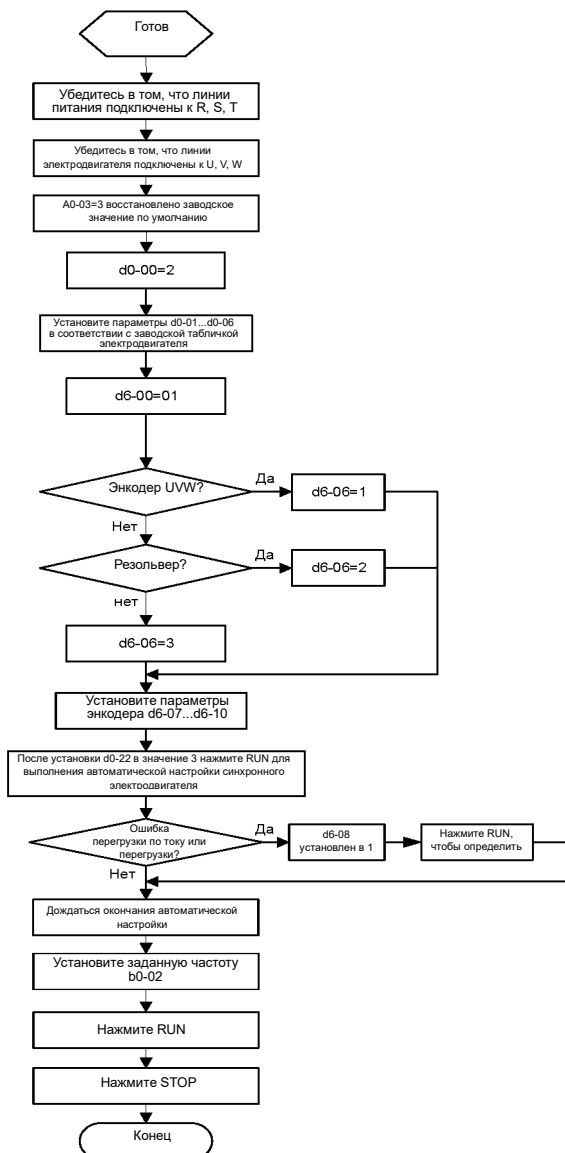 Готов
Убедитесь в том, что линии
питания подключены к R, S, T
Убедитесь в том, что линии
электродвигателя подключены к U, V, W
A0-03=3 восстановлено заводское
значение по умолчанию
d0-00=2
Установите параметры d0-01...d0-06
в соответствии с заводской табличкой
электродвигателя
d6-00=01
Энкодер UVW?
Да
d6-06=1
Нет
Резольвер?
Да
d6-06=2
нет
d6-06=3
Установите параметры
энкодера d6-07...d6-10
После установки d0-22 в значение 3 нажмите RUN для
выполнения автоматической настройки синхронного
электродвигателя
Ошибка
перегрузки по току или
перегрузки?
Да
d6-08
установлен в 1
Нажмите RUN,
чтобы определить
Нет
Дождаться окончания автоматической
настройки
Установите заданную частоту
b0-02
Нажмите RUN
Нажмите STOP
Конец